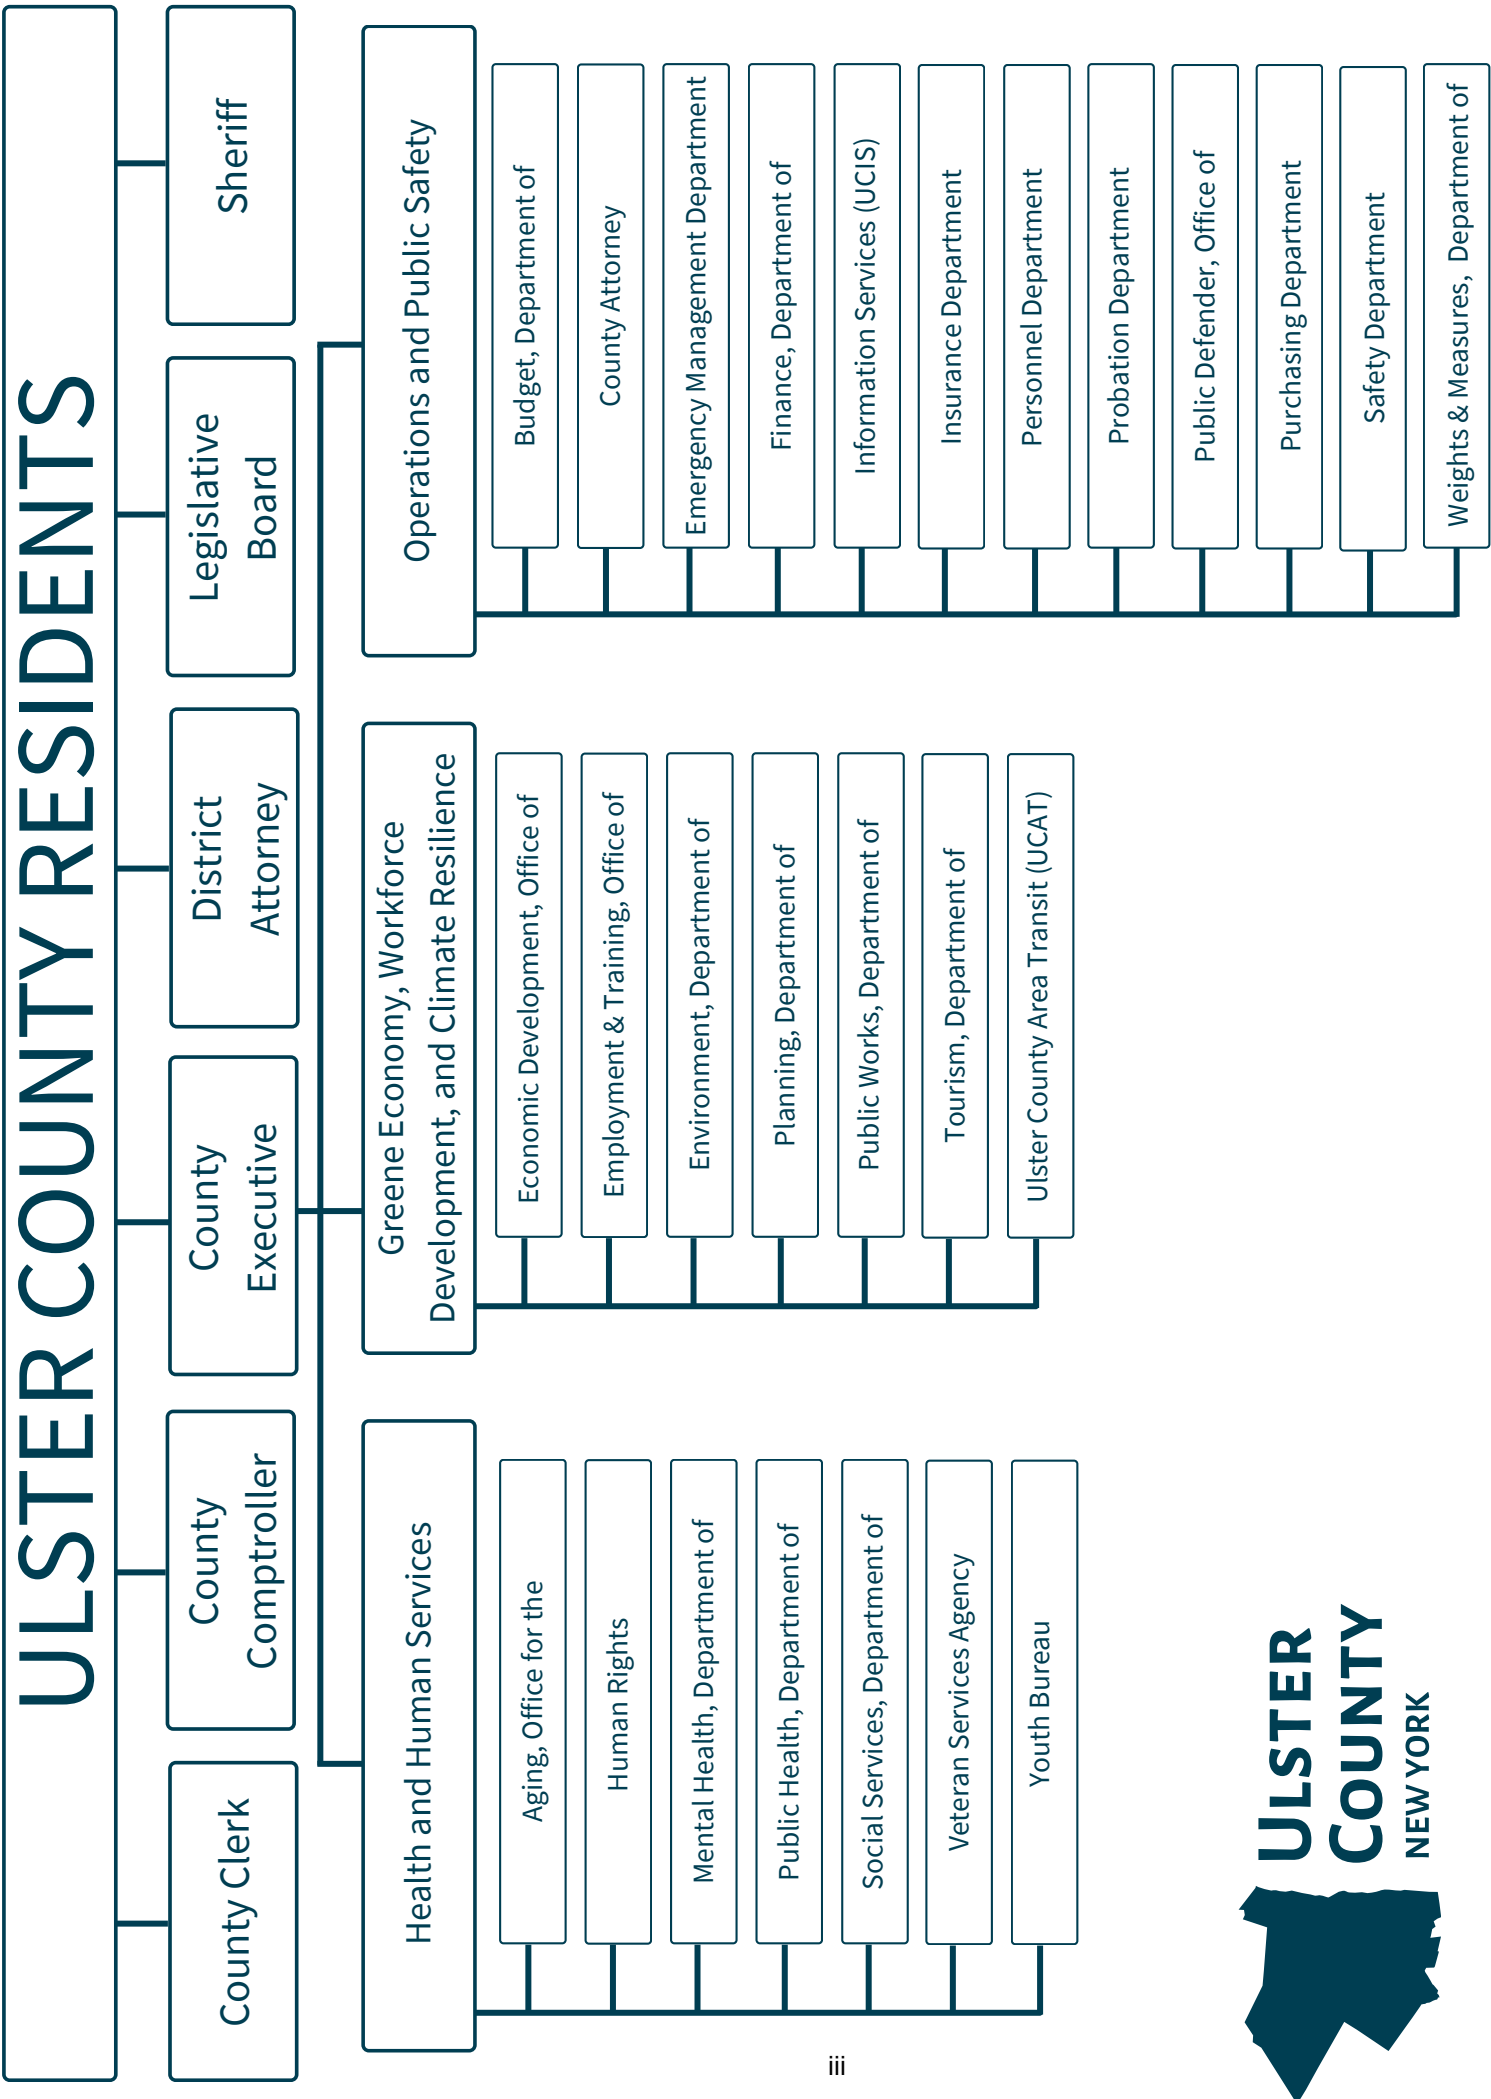 ULSTER COUNTY RESIDENTS
County Clerk
County
Comptroller
County
Executive
District
Attorney
Legislative
Board
Sheriff
Health and Human Services
Aging, Office for the
Human Rights
Mental Health, Department of
Public Health, Department of
Social Services, Department of
Veteran Services Agency
Youth Bureau
Greene Economy, Workforce
Development, and Climate Resilience
Economic Development, Office of
Employment & Training, Office of
Environment, Department of
Planning, Department of
Public Works, Department of
Tourism, Department of
Ulster County Area Transit (UCAT)
Operations and Public Safety
Budget, Department of
County Attorney
Emergency Management Department
Finance, Department of
Information Services (UCIS)
Insurance Department
Personnel Department
Probation Department
Public Defender, Office of
Purchasing Department
Safety Department
Weights & Measures, Department of
ULSTER
COUNTY
NEW YORK
iii